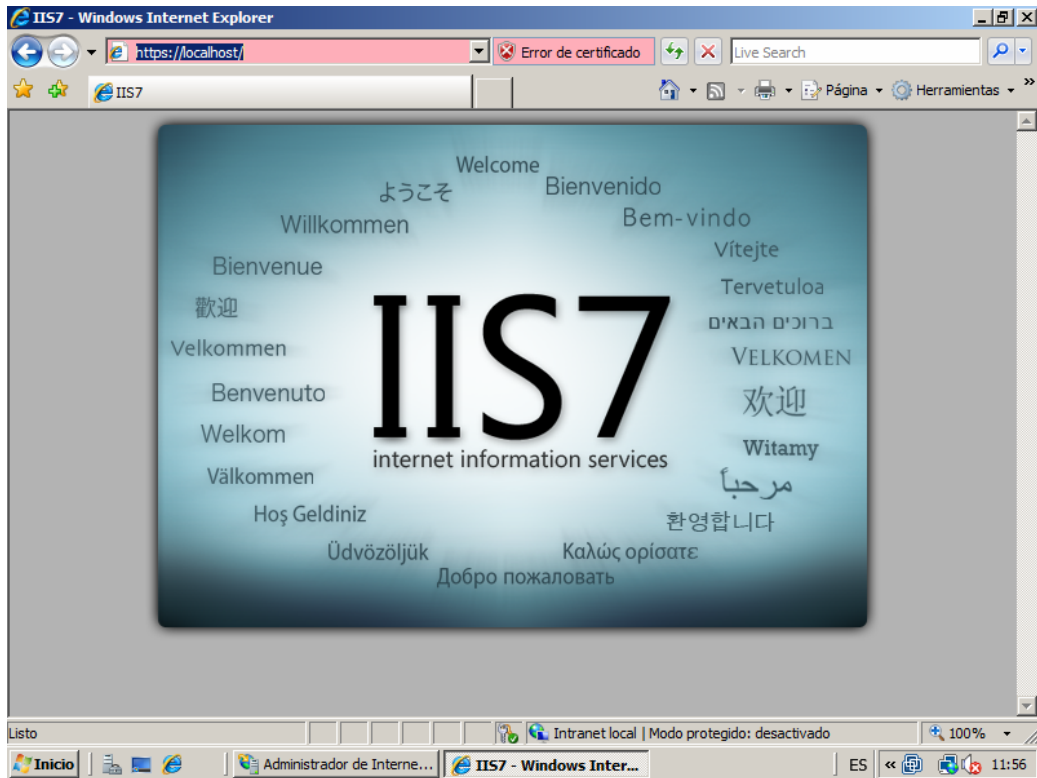 IIS7 - Windows Internet Explorer
https://localhost/
Error de certificado
Live Search
IIS7
Página
Herramientas
»
Welcome
ようこそ
Bienvenido
Willkommen
Bem-vindo
Vítejte
Bienvenue
Tervetuloa
歡迎
ברוכים הבאים
Velkommen
VELKOMEN
Benvenuto
欢迎
IIS7
Welkom
Witamy
internet information services
Välkommen
مرحباً
Hoş Geldiniz
환영합니다
Üdvözöljük
Καλώς ορίσατε
Добро пожаловать
Listo
Intranet local | Modo protegido: desactivado
100%
Inicio
Administrador de Interne...
IIS7 - Windows Inter...
ES
«
11:56